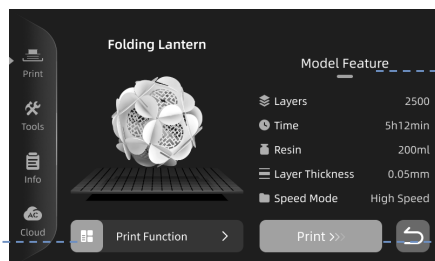 Folding Lantern
Print
Tools
Info
AC
Cloud
Model Feature
Layers 2500
Time 5h12min
Resin 200ml
Layer Thickness 0.05mm
Speed Mode High Speed
Print Function
Print